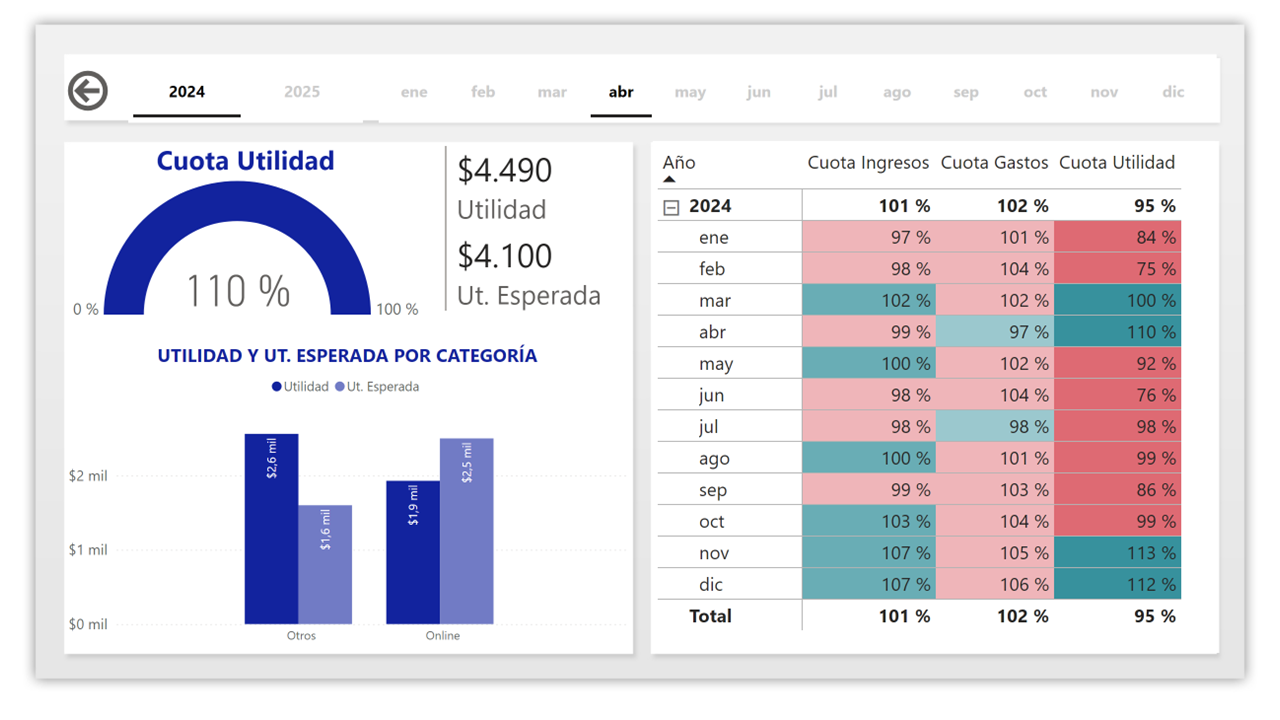 2024 2025 ene feb mar abr may jun jul ago sep oct nov dic
Cuota Utilidad
110 %
0 %
100 %
$4.490
Utilidad
$4.100
Ut. Esperada
UTILIDAD Y UT. ESPERADA POR CATEGORÍA
Utilidad Ut. Esperada
$2 mil
$1 mil
$0 mil
$2,6 mil
$1,6 mil
$1,9 mil
$2,5 mil
Otros
Online
Año Cuota Ingresos Cuota Gastos Cuota Utilidad
2024 101 % 102 % 95 %
ene 97 % 101 % 84 %
feb 98 % 104 % 75 %
mar 102 % 102 % 100 %
abr 99 % 97 % 110 %
may 100 % 102 % 92 %
jun 98 % 104 % 76 %
jul 98 % 98 % 98 %
ago 100 % 101 % 99 %
sep 99 % 103 % 86 %
oct 103 % 104 % 99 %
nov 107 % 105 % 113 %
dic 107 % 106 % 112 %
Total 101 % 102 % 95 %